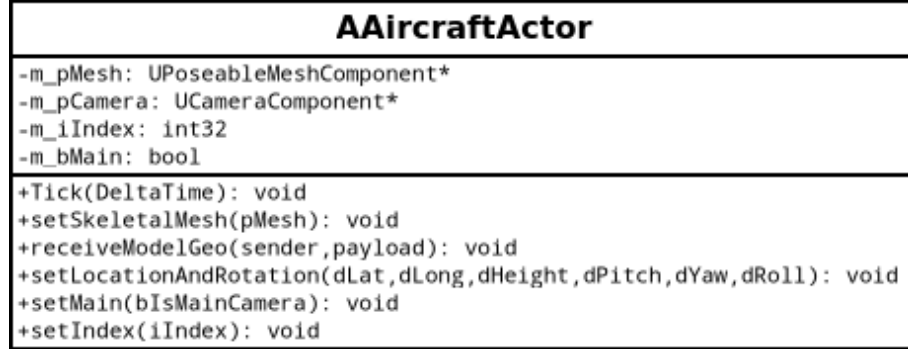 AAircraftActor
-m_pMesh: UPoseableMeshComponent*
-m_pCamera: UCameraComponent*
-m_iIndex: int32
-m_bMain: bool
+Tick(DeltaTime): void
+setSkeletalMesh(pMesh): void
+receiveModelGeo(sender,payload): void
+setLocationAndRotation(dLat,dLong,dHeight,dPitch,dYaw,dRoll): void
+setMain(bIsMainCamera): void
+setIndex(iIndex): void